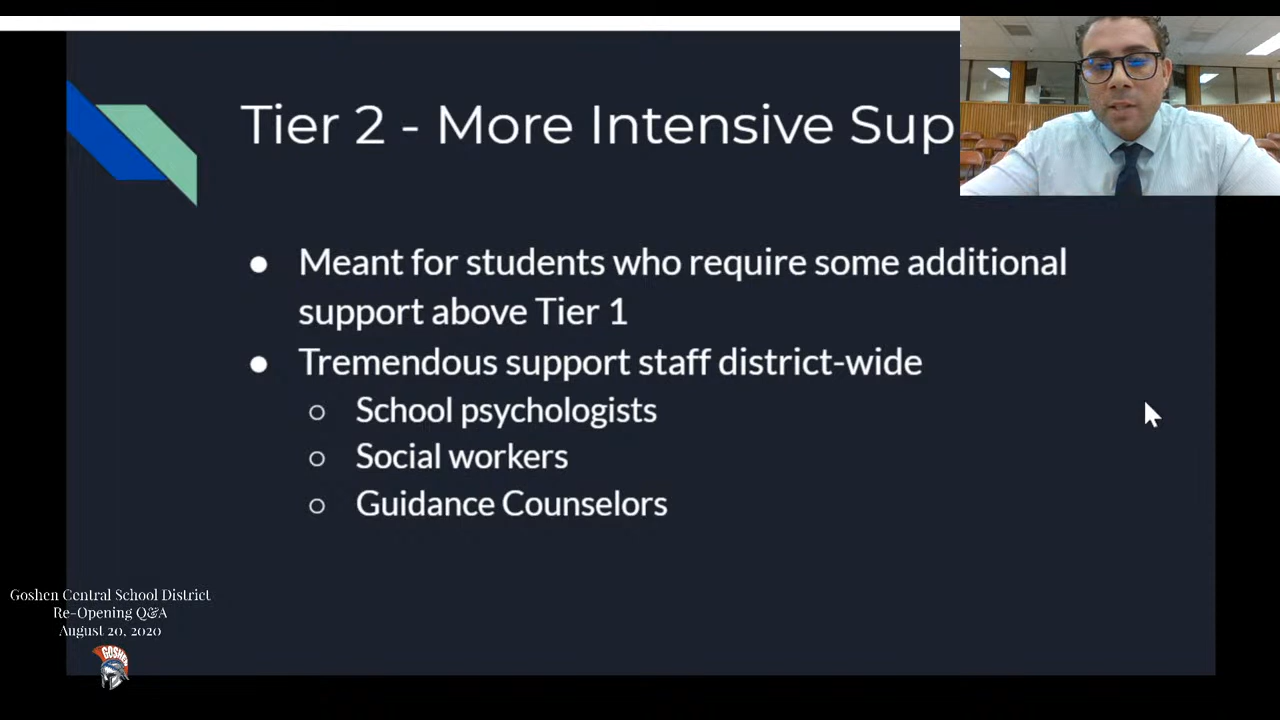 Tier 2 - More Intensive Sup
● Meant for students who require some additional
support above Tier 1
● Tremendous support staff district-wide
○ School psychologists
○ Social workers
○ Guidance Counselors
Goshen Central School District
Re-Opening Q&A
August 20, 2020
GOSHEN